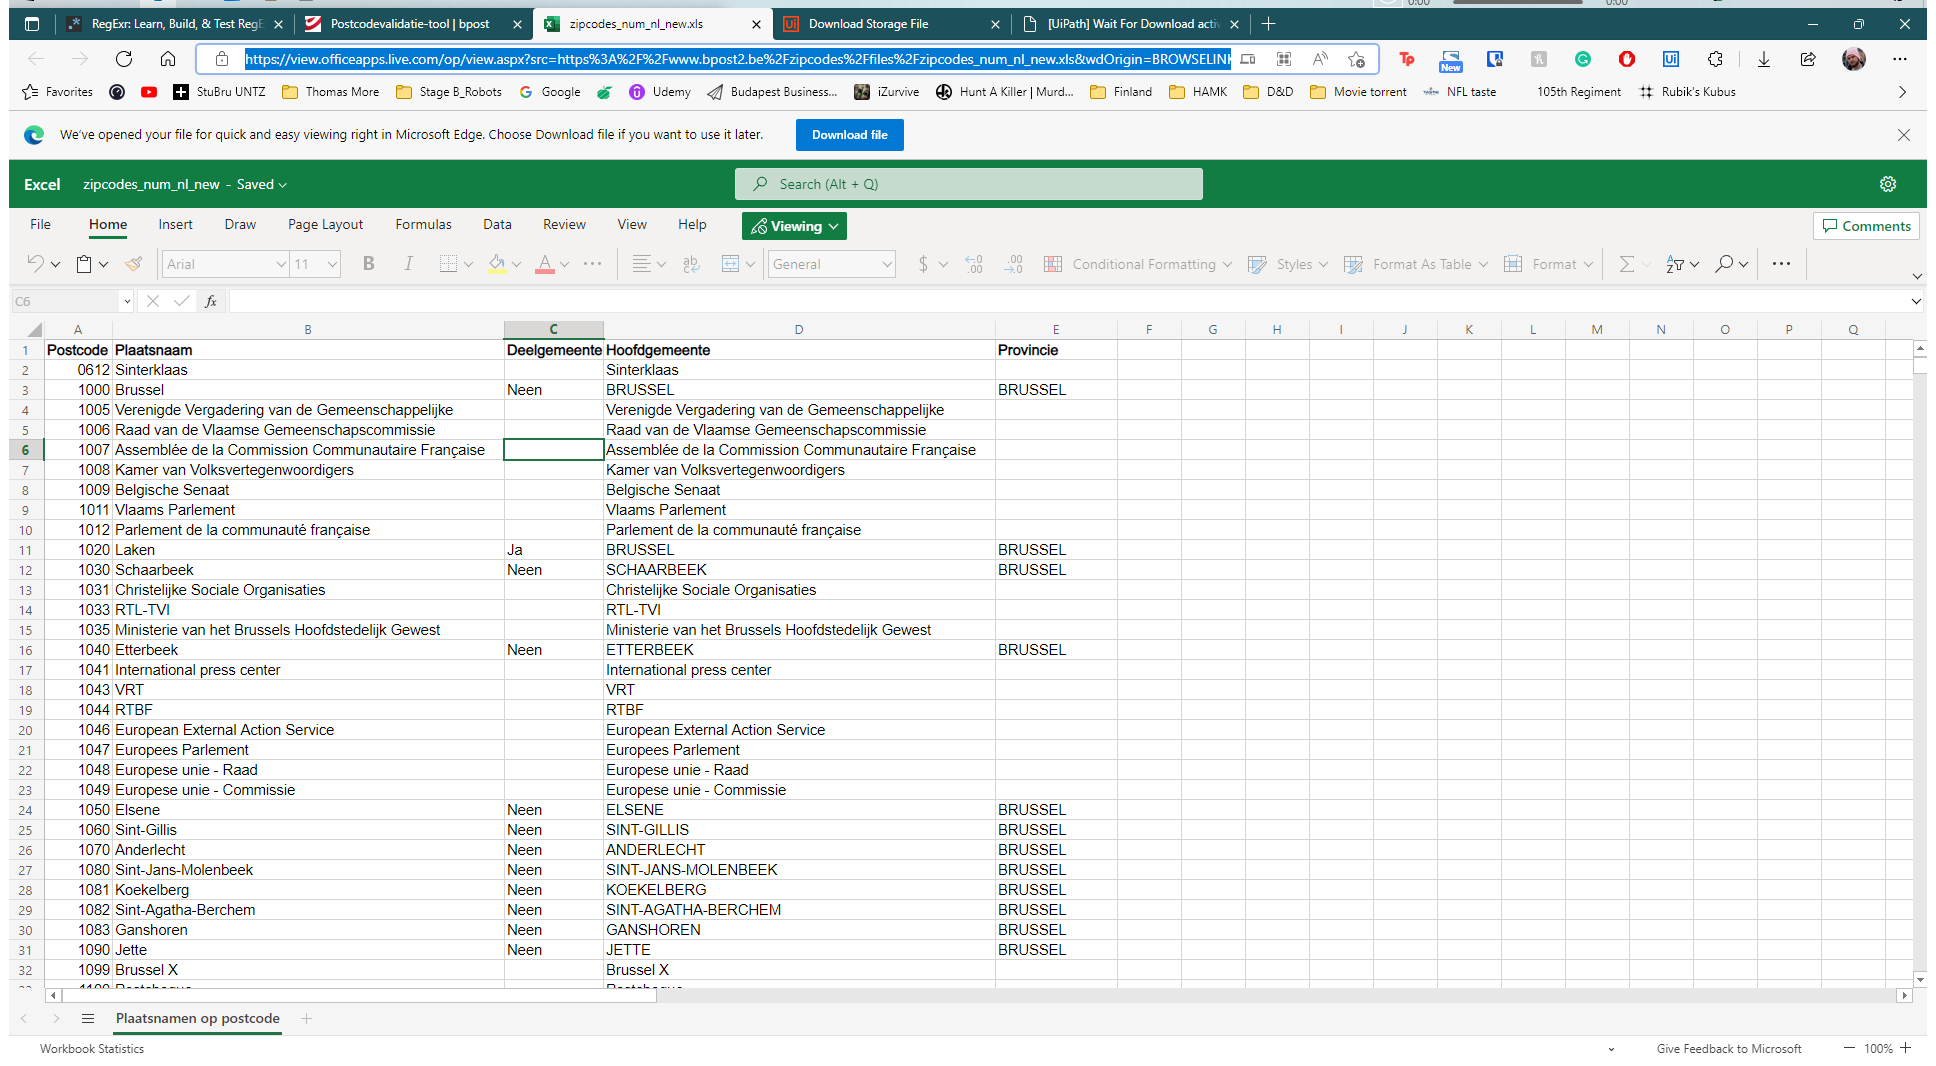 0:00 0:00
RegExr: Learn, Build, & Test RegE Postcodevalidatie-tool | bpost zipcodes_num_nl_new.xls Download Storage File [UiPath] Wait For Download activ
https://view.officeapps.live.com/op/view.aspx?src=https%3A%2F%2Fwww.bpost2.be%2Fzipcodes%2Ffiles%2Fzipcodes_num_nl_new.xls&wdOrigin=BROWSELINK New
Favorites StuBru UNTZ Thomas More Stage B_Robots Google Udemy Budapest Business... iZurvive Hunt A Killer | Murd... Finland HAMK D&D Movie torrent NFL taste 105th Regiment Rubik's Kubus
We've opened your file for quick and easy viewing right in Microsoft Edge. Choose Download file if you want to use it later. Download file
Excel zipcodes_num_nl_new - Saved Search (Alt + Q)
File Home Insert Draw Page Layout Formulas Data Review View Help Viewing Comments
Arial 11 B I A General $ Conditional Formatting Styles Format As Table Format
C6 fx
A B C D E F G H I J K L M N O P Q
1 Postcode Plaatsnaam Deelgemeente Hoofdgemeente Provincie
2 0612 Sinterklaas Sinterklaas
3 1000 Brussel Neen BRUSSEL BRUSSEL
4 1005 Verenigde Vergadering van de Gemeenschappelijke Verenigde Vergadering van de Gemeenschappelijke
5 1006 Raad van de Vlaamse Gemeenschapscommissie Raad van de Vlaamse Gemeenschapscommissie
6 1007 Assemblée de la Commission Communautaire Française Assemblée de la Commission Communautaire Française
7 1008 Kamer van Volksvertegenwoordigers Kamer van Volksvertegenwoordigers
8 1009 Belgische Senaat Belgische Senaat
9 1011 Vlaams Parlement Vlaams Parlement
10 1012 Parlement de la communauté française Parlement de la communauté française
11 1020 Laken Ja BRUSSEL BRUSSEL
12 1030 Schaarbeek Neen SCHAARBEEK BRUSSEL
13 1031 Christelijke Sociale Organisaties Christelijke Sociale Organisaties
14 1033 RTL-TVI RTL-TVI
15 1035 Ministerie van het Brussels Hoofdstedelijk Gewest Ministerie van het Brussels Hoofdstedelijk Gewest
16 1040 Etterbeek Neen ETTERBEEK BRUSSEL
17 1041 International press center International press center
18 1043 VRT VRT
19 1044 RTBF RTBF
20 1046 European External Action Service European External Action Service
21 1047 Europees Parlement Europees Parlement
22 1048 Europese unie - Raad Europese unie - Raad
23 1049 Europese unie - Commissie Europese unie - Commissie
24 1050 Elsene Neen ELSENE BRUSSEL
25 1060 Sint-Gillis Neen SINT-GILLIS BRUSSEL
26 1070 Anderlecht Neen ANDERLECHT BRUSSEL
27 1080 Sint-Jans-Molenbeek Neen SINT-JANS-MOLENBEEK BRUSSEL
28 1081 Koekelberg Neen KOEKELBERG BRUSSEL
29 1082 Sint-Agatha-Berchem Neen SINT-AGATHA-BERCHEM BRUSSEL
30 1083 Ganshoren Neen GANSHOREN BRUSSEL
31 1090 Jette Neen JETTE BRUSSEL
32 1099 Brussel X Brussel X
Plaatsnamen op postcode
Workbook Statistics Give Feedback to Microsoft 100%